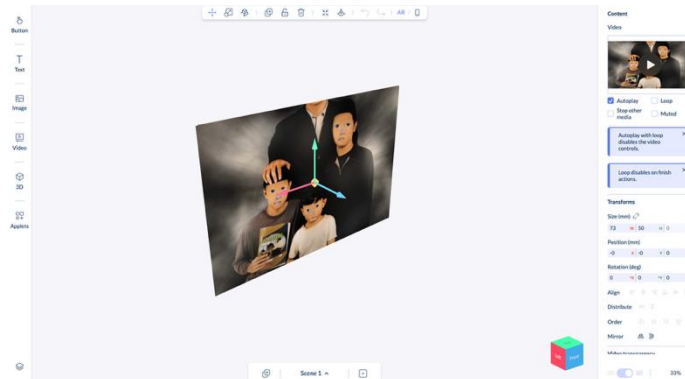 AR
Button
Text
Image
Video
3D
Applets
Scene 1
Content
Video
Autoplay
Loop
Stop other
media
Muted
Autoplay with loop
disables the video
controls.
Loop disables on finish
actions.
Transforms
Size (mm)
73 W 50 H 0
Position (mm)
-0 X -0 Y 0
Rotation (deg)
0 0 0
Align
Distribute
Order
Mirror
Video transparency
33%